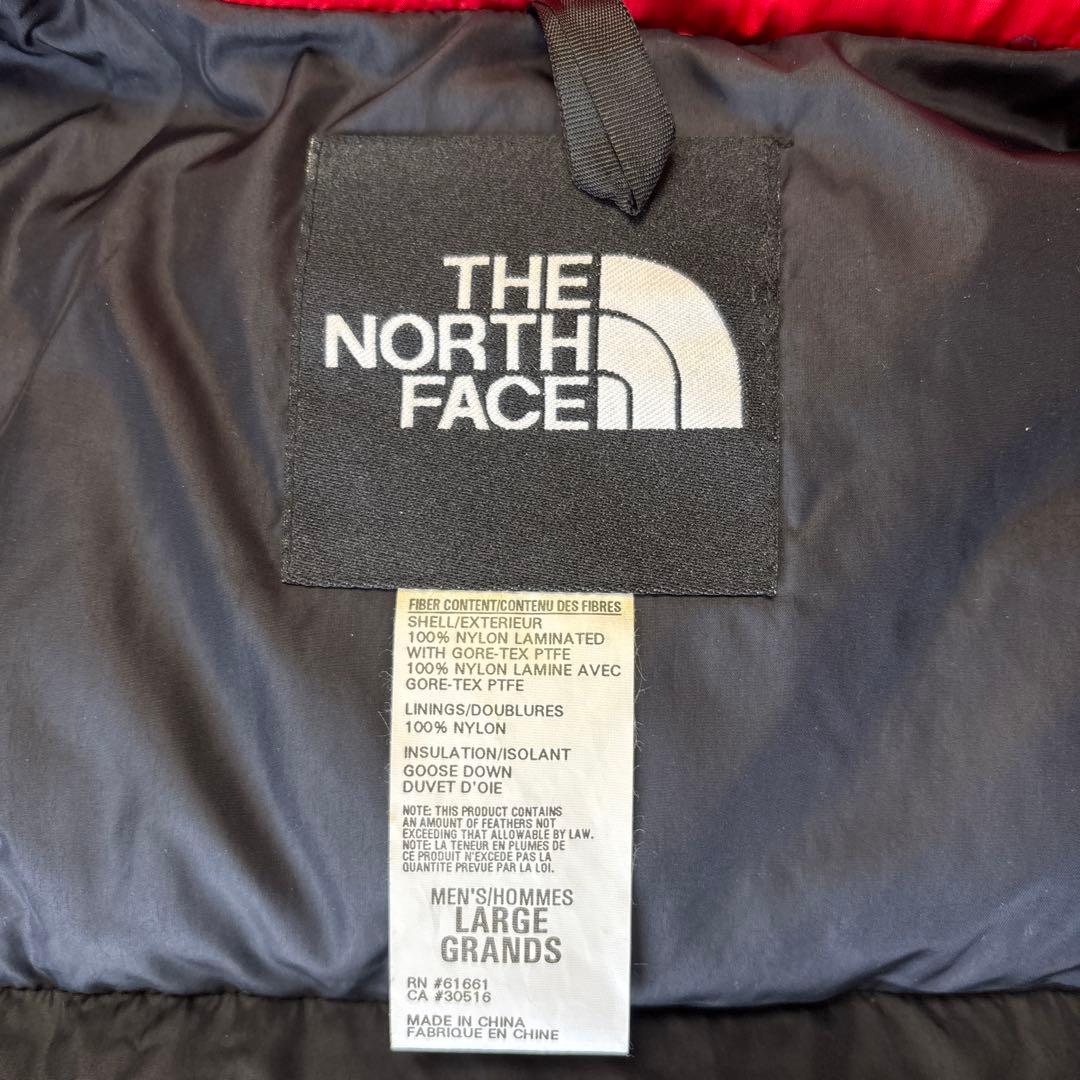 THE
NORTH
FACE
FIBER CONTENT/CONTENU DES FIBRES
SHELL/EXTERIEUR
100% NYLON LAMINATED
WITH GORE-TEX PTFE
100% NYLON LAMINE AVEC
GORE-TEX PTFE
LININGS/DOUBLURES
100% NYLON
INSULATION/ISOLANT
GOOSE DOWN
DUVET D'OIE
NOTE: THIS PRODUCT CONTAINS
AN AMOUNT OF FEATHERS NOT
EXCEEDING THAT ALLOWABLE BY LAW.
NOTE: LA TENEUR EN PLUMES DE
CE PRODUIT N'EXCEDE PAS LA
QUANTITE PREVUE PAR LA LOI.
MEN'S/HOMMES
LARGE
GRANDS
RN #61661
CA #30516
MADE IN CHINA
FABRIQUE EN CHINE